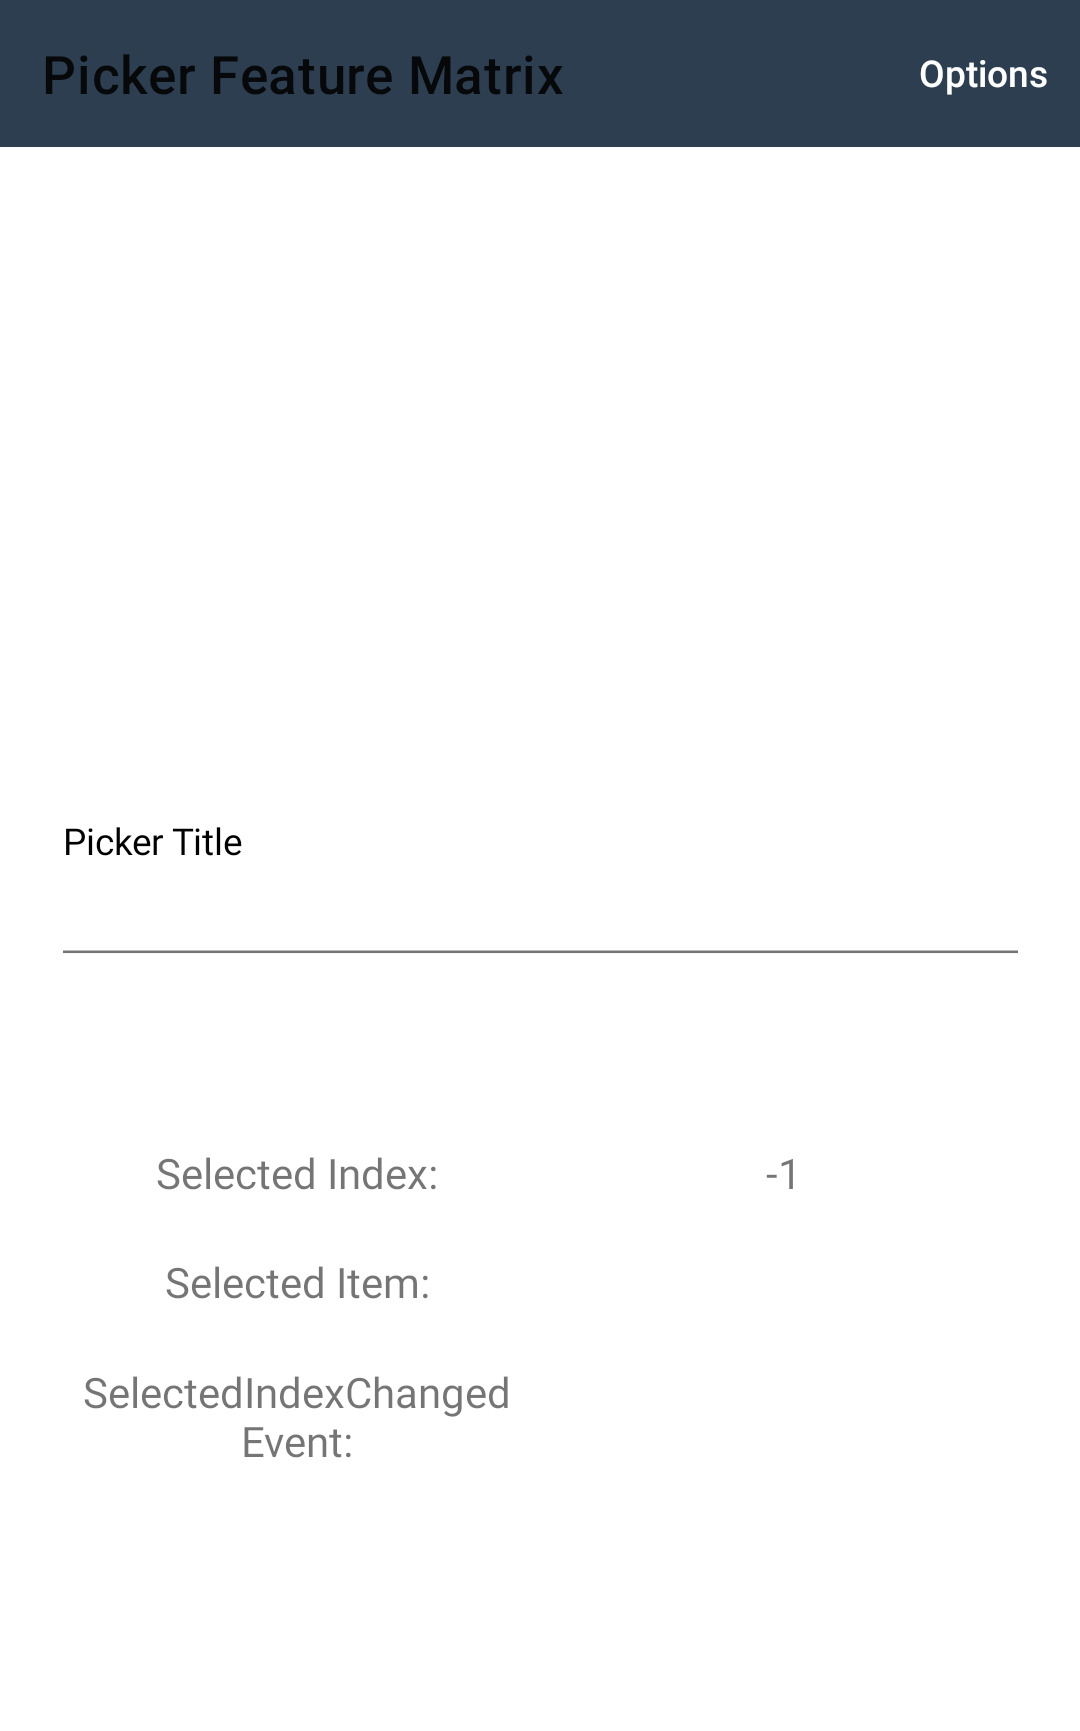 Picker Feature Matrix Options
Picker Title
Selected Index: -1
Selected Item:
SelectedIndexChanged
Event: